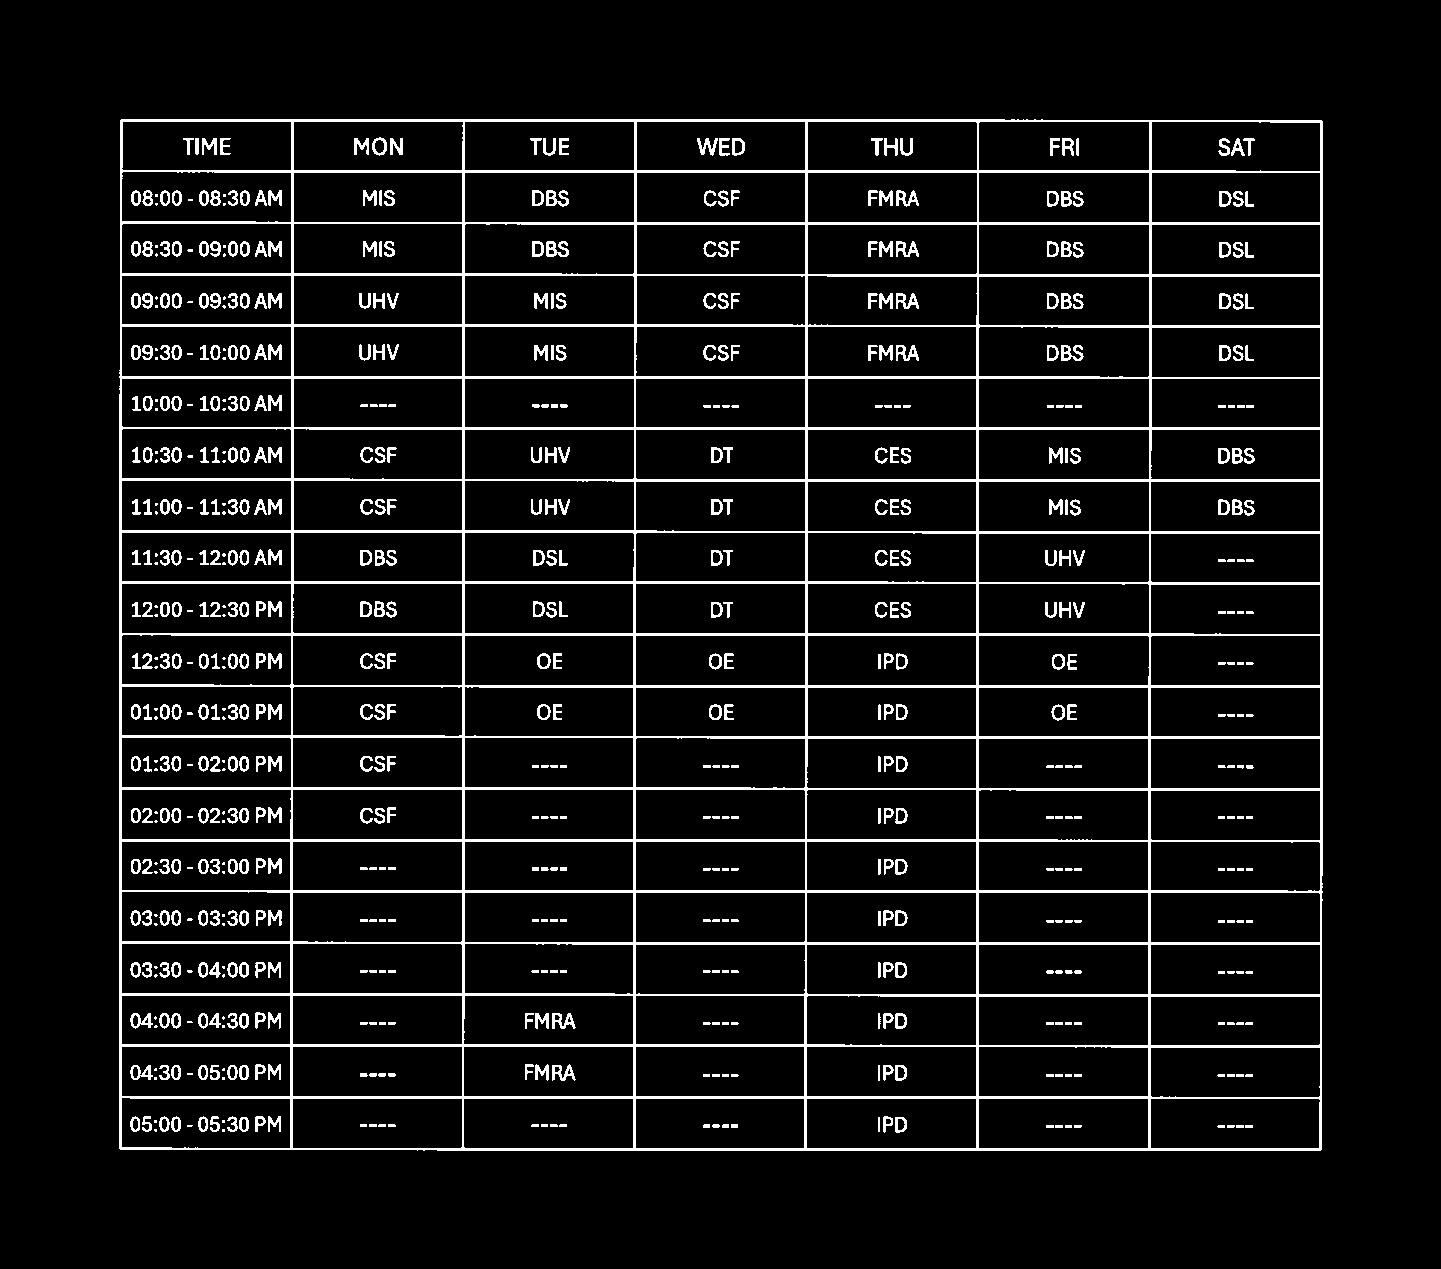 TIME MON TUE WED THU FRI SAT
08:00 - 08:30 AM MIS DBS CSF FMRA DBS DSL
08:30 - 09:00 AM MIS DBS CSF FMRA DBS DSL
09:00 - 09:30 AM UHV MIS CSF FMRA DBS DSL
09:30 - 10:00 AM UHV MIS CSF FMRA DBS DSL
10:00 - 10:30 AM ---- ---- ---- ---- ---- ----
10:30 - 11:00 AM CSF UHV DT CES MIS DBS
11:00 - 11:30 AM CSF UHV DT CES MIS DBS
11:30 - 12:00 AM DBS DSL DT CES UHV ----
12:00 - 12:30 PM DBS DSL DT CES UHV ----
12:30 - 01:00 PM CSF OE OE IPD OE ----
01:00 - 01:30 PM CSF OE OE IPD OE ----
01:30 - 02:00 PM CSF ---- ---- IPD ---- ----
02:00 - 02:30 PM CSF ---- ---- IPD ---- ----
02:30 - 03:00 PM ---- ---- ---- IPD ---- ----
03:00 - 03:30 PM ---- ---- ---- IPD ---- ----
03:30 - 04:00 PM ---- ---- ---- IPD ---- ----
04:00 - 04:30 PM ---- FMRA ---- IPD ---- ----
04:30 - 05:00 PM ---- FMRA ---- IPD ---- ----
05:00 - 05:30 PM ---- ---- ---- IPD ---- ----